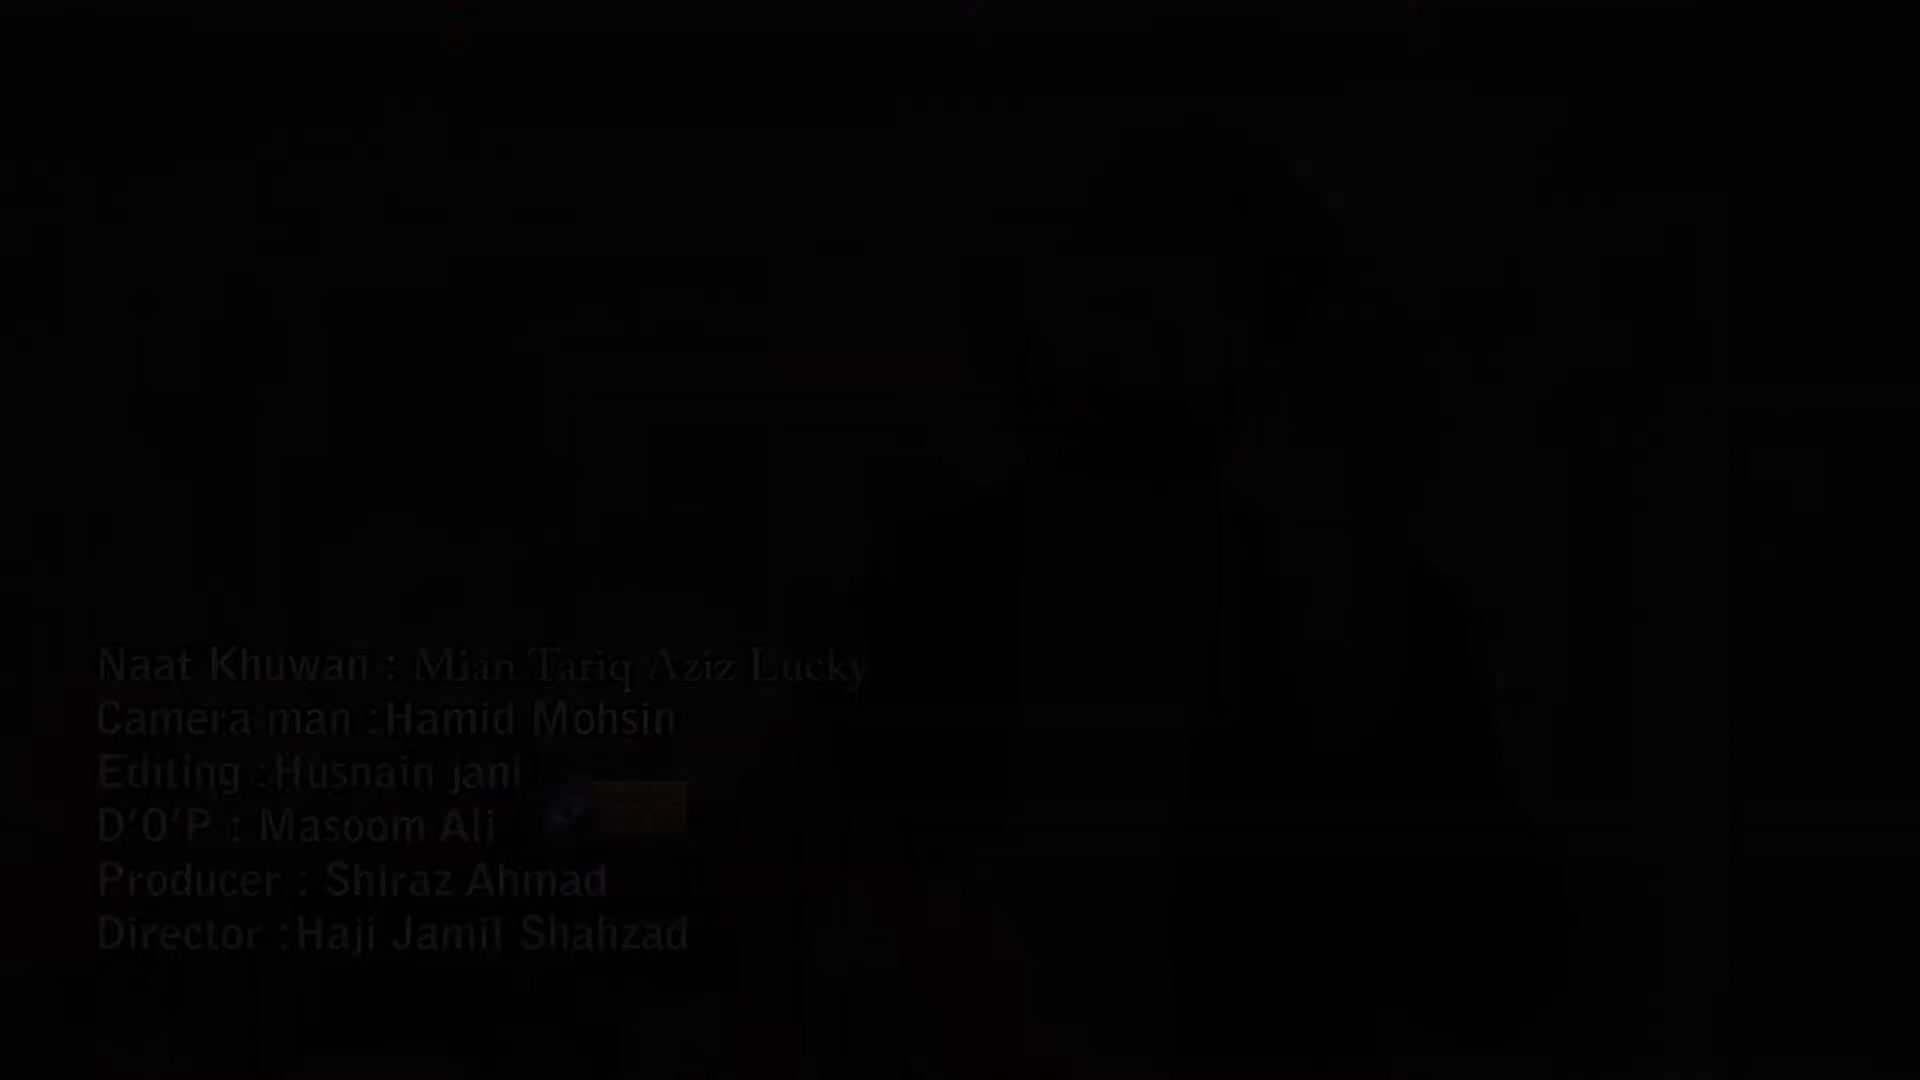 Naat Khuwan : Mian Tariq Aziz Lucky
Camera man :Hamid Mohsin
Editing :Husnain jani
D'O'P : Masoom Ali
Producer : Shiraz Ahmad
Director :Haji Jamil Shahzad